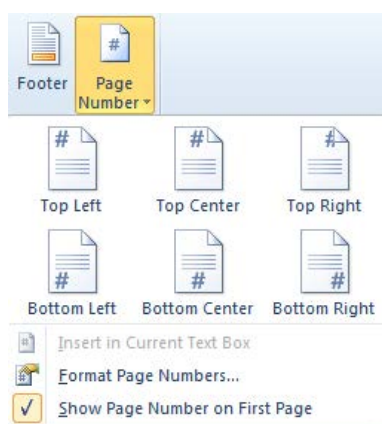 #
Footer Page
Number
# # #
Top Left Top Center Top Right
# # #
Bottom Left Bottom Center Bottom Right
# Insert in Current Text Box
# Format Page Numbers...
Show Page Number on First Page